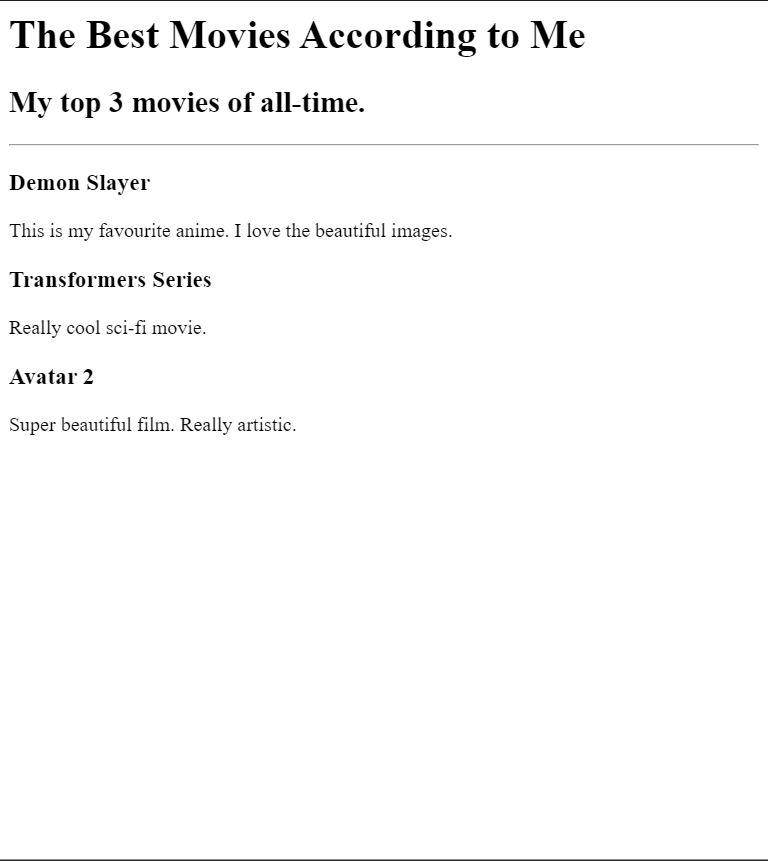 The Best Movies According to Me
My top 3 movies of all-time.
Demon Slayer
This is my favourite anime. I love the beautiful images.
Transformers Series
Really cool sci-fi movie.
Avatar 2
Super beautiful film. Really artistic.